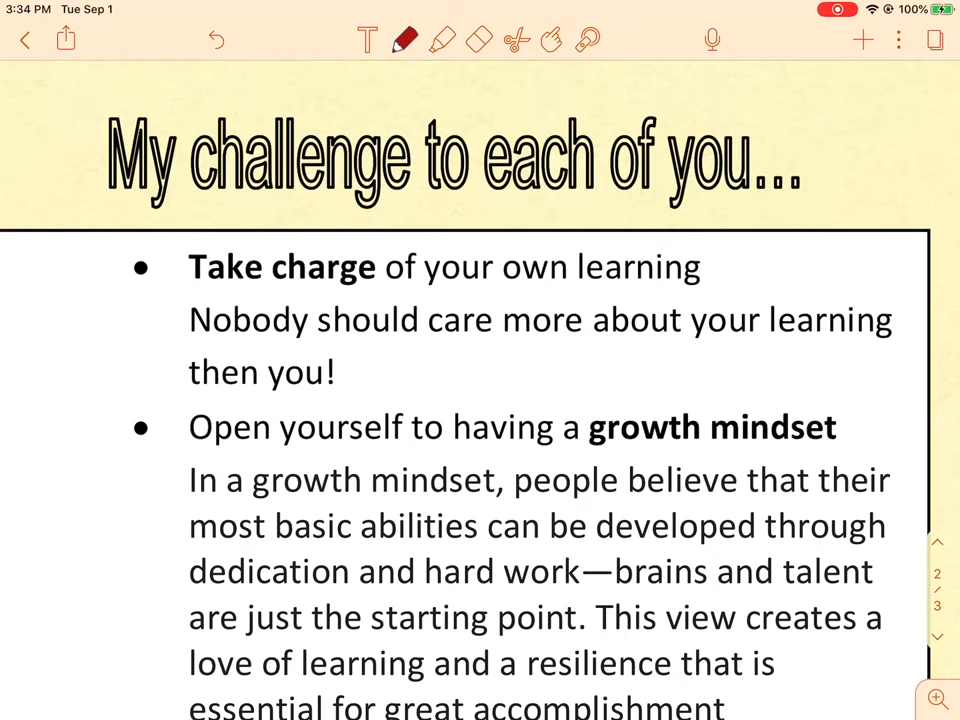 3:34 PM Tue Sep 1
100%
T
My challenge to each of you...
• Take charge of your own learning
Nobody should care more about your learning
then you!
• Open yourself to having a growth mindset
In a growth mindset, people believe that their
most basic abilities can be developed through
dedication and hard work—brains and talent
are just the starting point. This view creates a
love of learning and a resilience that is
essential for great accomplishment
2
/
3